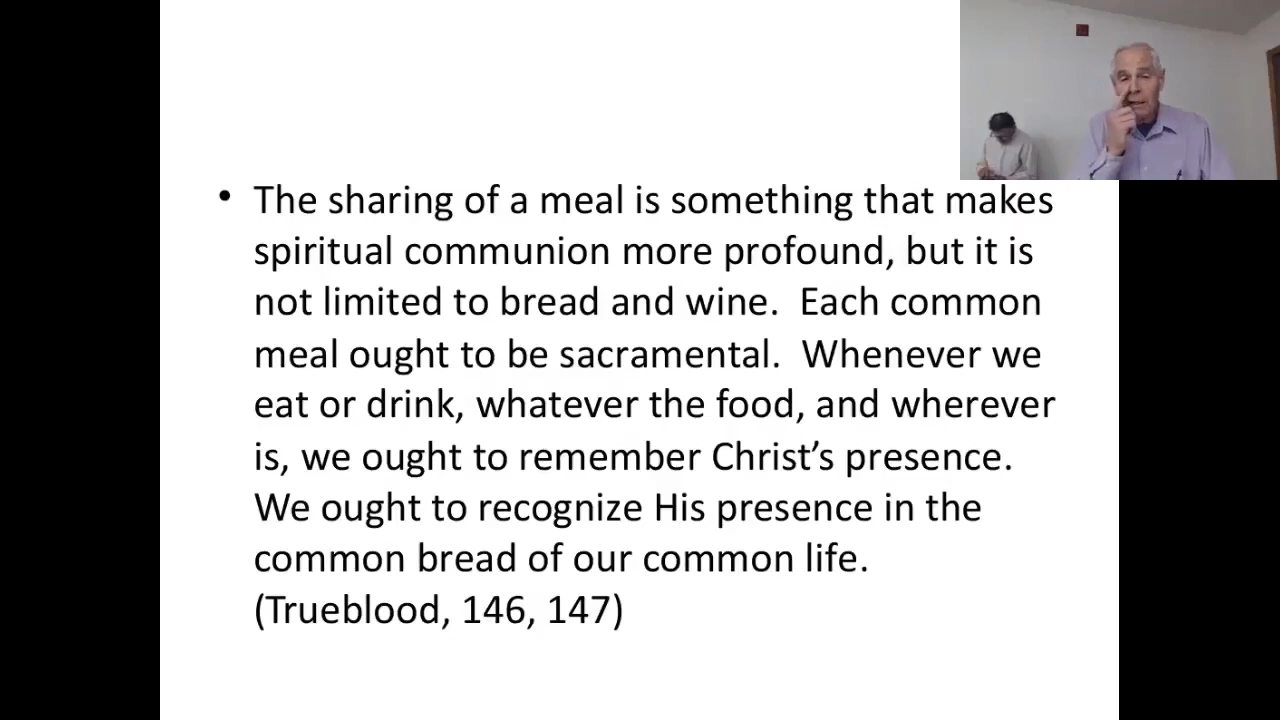 • The sharing of a meal is something that makes
spiritual communion more profound, but it is
not limited to bread and wine.  Each common
meal ought to be sacramental.  Whenever we
eat or drink, whatever the food, and wherever
is, we ought to remember Christ’s presence.
We ought to recognize His presence in the
common bread of our common life.
(Trueblood, 146, 147)